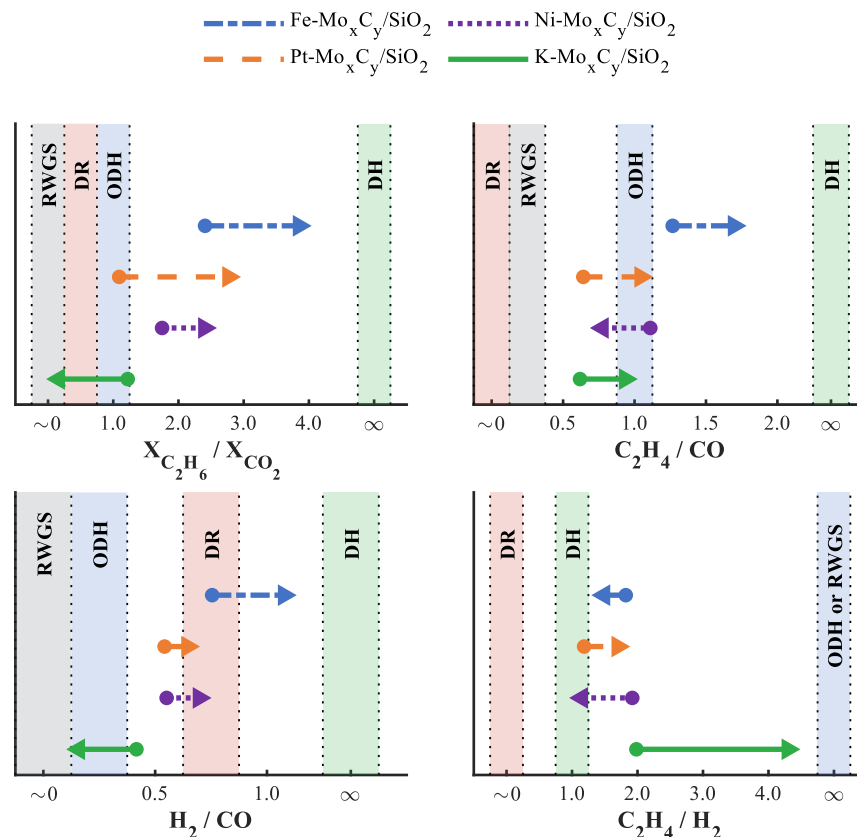 Fe-MoxCy/SiO2 Ni-MoxCy/SiO2
Pt-MoxCy/SiO2 K-MoxCy/SiO2
RWGS DR ODH DH
~0 1.0 2.0 3.0 4.0 ∞
XC2H6 / XCO2
DR RWGS ODH DH
~0 0.5 1.0 1.5 2.0 ∞
C2H4 / CO
RWGS ODH DR DH
~0 0.5 1.0 ∞
H2 / CO
DR DH ODH or RWGS
~0 1.0 2.0 3.0 4.0 ∞
C2H4 / H2